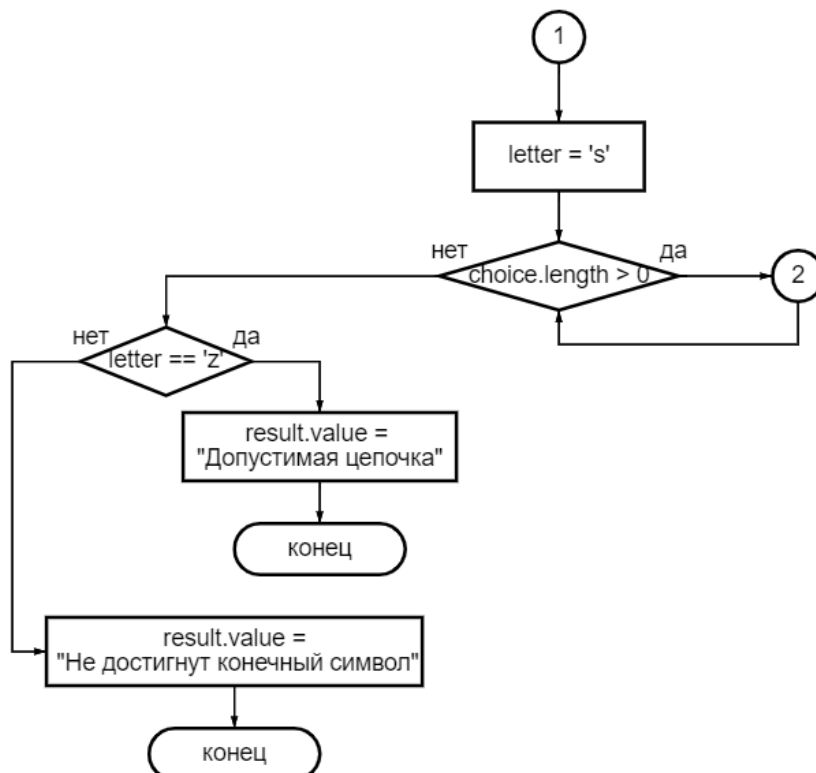 1
letter = 's'
нет
да
choice.length > 0
2
нет
да
letter == 'z'
result.value =
"Допустимая цепочка"
конец
result.value =
"Не достигнут конечный символ"
конец